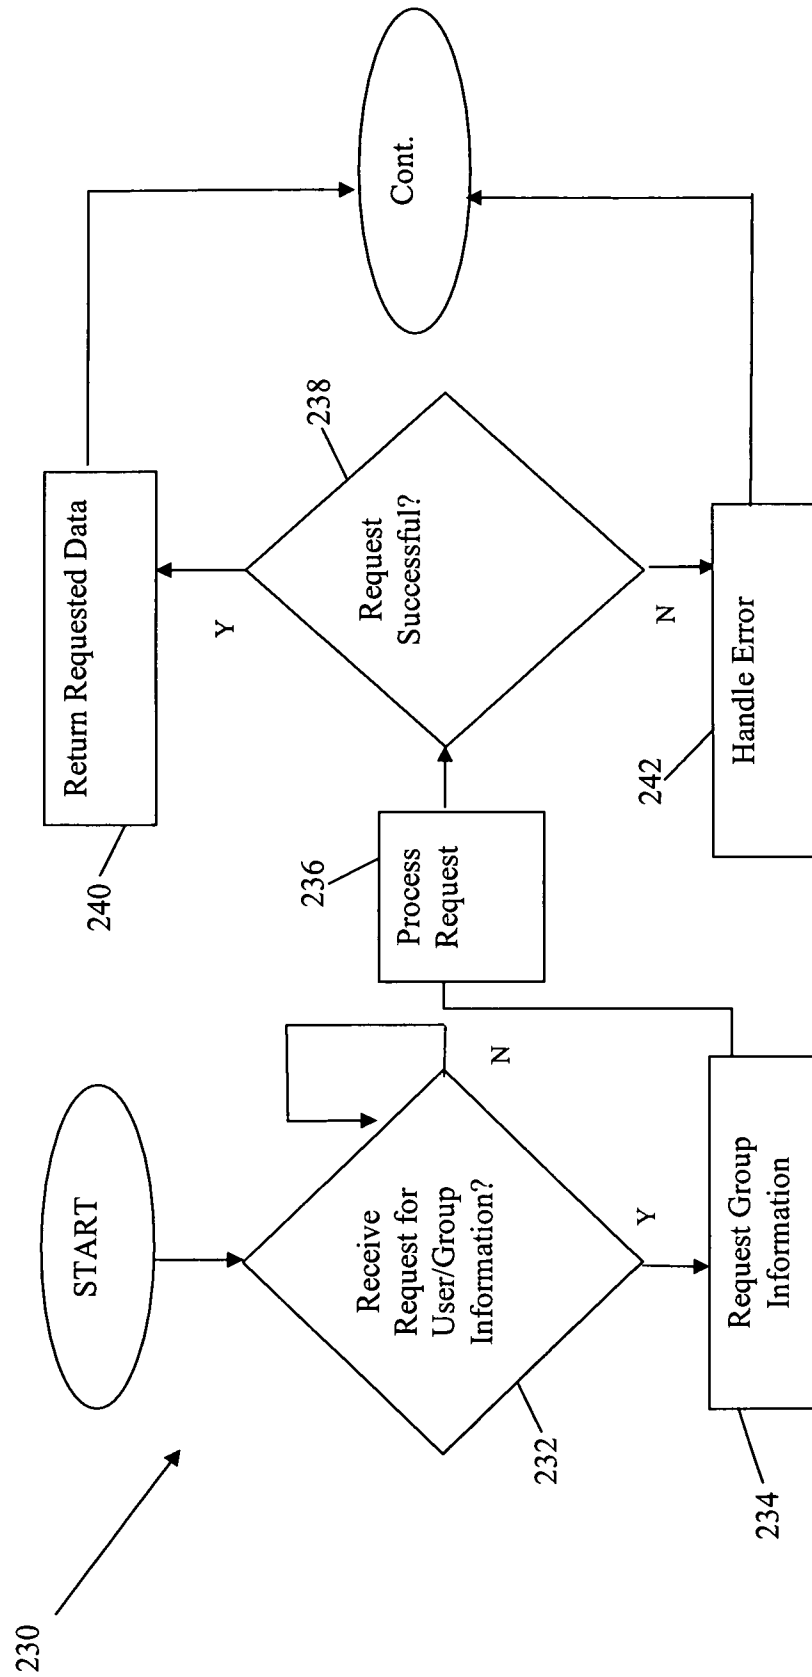 230
START
Receive
Request for
User/Group
Information?
232
N
Y
Request Group
Information
234
Process
Request
236
Request
Successful?
238
Y
Return Requested Data
240
N
Handle Error
242
Cont.